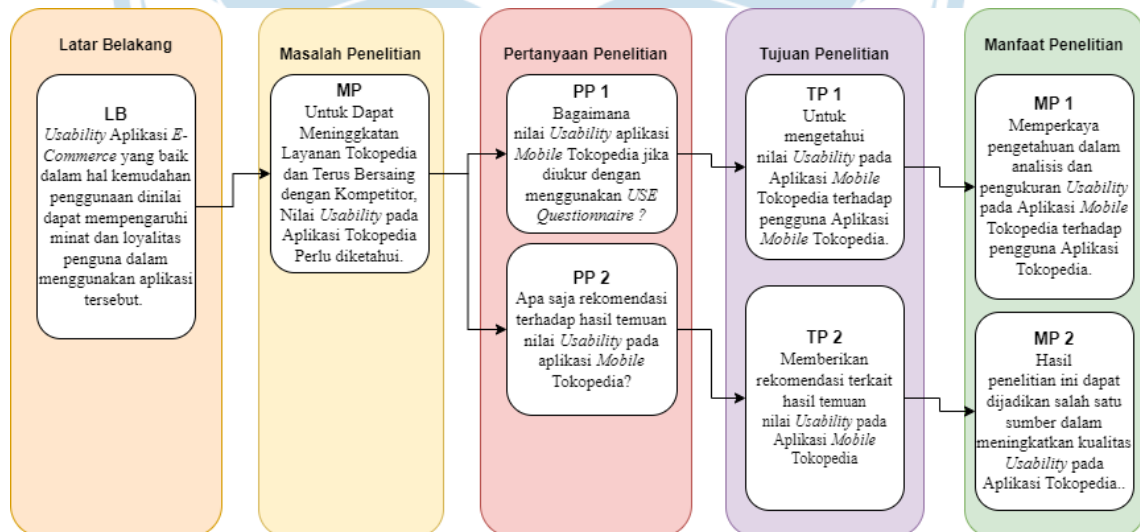 Latar Belakang
LB
Usability Aplikasi E-
Commerce yang baik
dalam hal kemudahan
penggunaan dinilai
dapat mempengaruhi
minat dan loyalitas
penguna dalam
menggunakan aplikasi
tersebut.
Masalah Penelitian
MP
Untuk Dapat
Meninggkatan
Layanan Tokopedia
dan Terus Bersaing
dengan Kompetitor,
Nilai Usability pada
Aplikasi Tokopedia
Perlu diketahui.
Pertanyaan Penelitian
PP 1
Bagaimana
nilai Usability aplikasi
Mobile Tokopedia jika
diukur dengan
menggunakan USE
Questionnaire ?
PP 2
Apa saja rekomendasi
terhadap hasil temuan
nilai Usability pada
aplikasi Mobile
Tokopedia?
Tujuan Penelitian
TP 1
Untuk
mengetahui
nilai Usability pada
Aplikasi Mobile
Tokopedia terhadap
pengguna Aplikasi
Mobile Tokopedia.
TP 2
Memberikan
rekomendasi terkait
hasil temuan
nilai Usability pada
Aplikasi Mobile
Tokopedia
Manfaat Penelitian
MP 1
Memperkaya
pengetahuan dalam
analisis dan
pengukuran Usability
pada Aplikasi Mobile
Tokopedia terhadap
pengguna Aplikasi
Tokopedia.
MP 2
Hasil
penelitian ini dapat
dijadikan salah satu
sumber dalam
meningkatkan kualitas
Usability pada
Aplikasi Tokopedia..